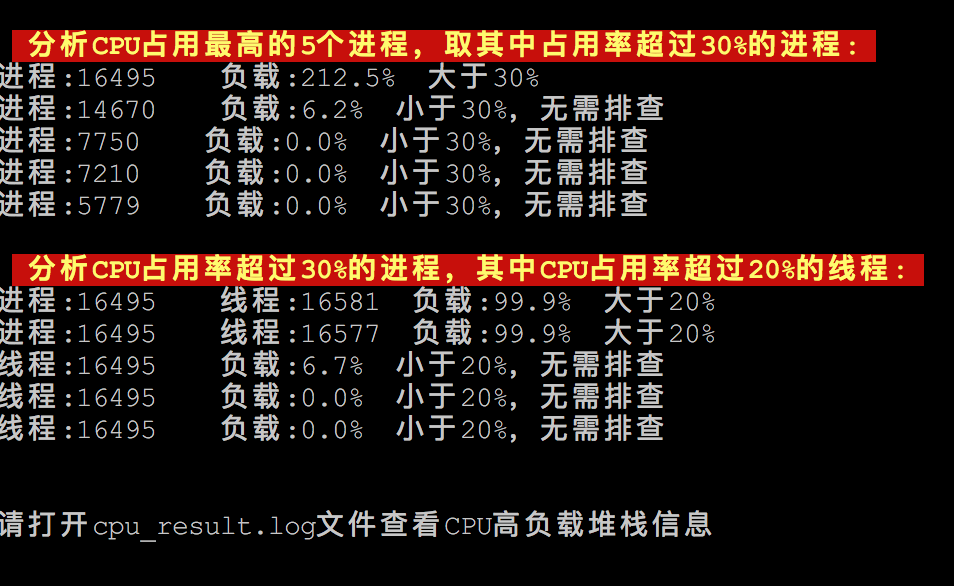 分析CPU占用最高的5个进程，取其中占用率超过30%的进程:
进程:16495 负载:212.5% 大于30%
进程:14670 负载:6.2% 小于30%，无需排查
进程:7750 负载:0.0% 小于30%，无需排查
进程:7210 负载:0.0% 小于30%，无需排查
进程:5779 负载:0.0% 小于30%，无需排查
分析CPU占用率超过30%的进程，其中CPU占用率超过20%的线程:
进程:16495 线程:16581 负载:99.9% 大于20%
进程:16495 线程:16577 负载:99.9% 大于20%
线程:16495 负载:6.7% 小于20%，无需排查
线程:16495 负载:0.0% 小于20%，无需排查
线程:16495 负载:0.0% 小于20%，无需排查
请打开cpu_result.log文件查看CPU高负载堆栈信息